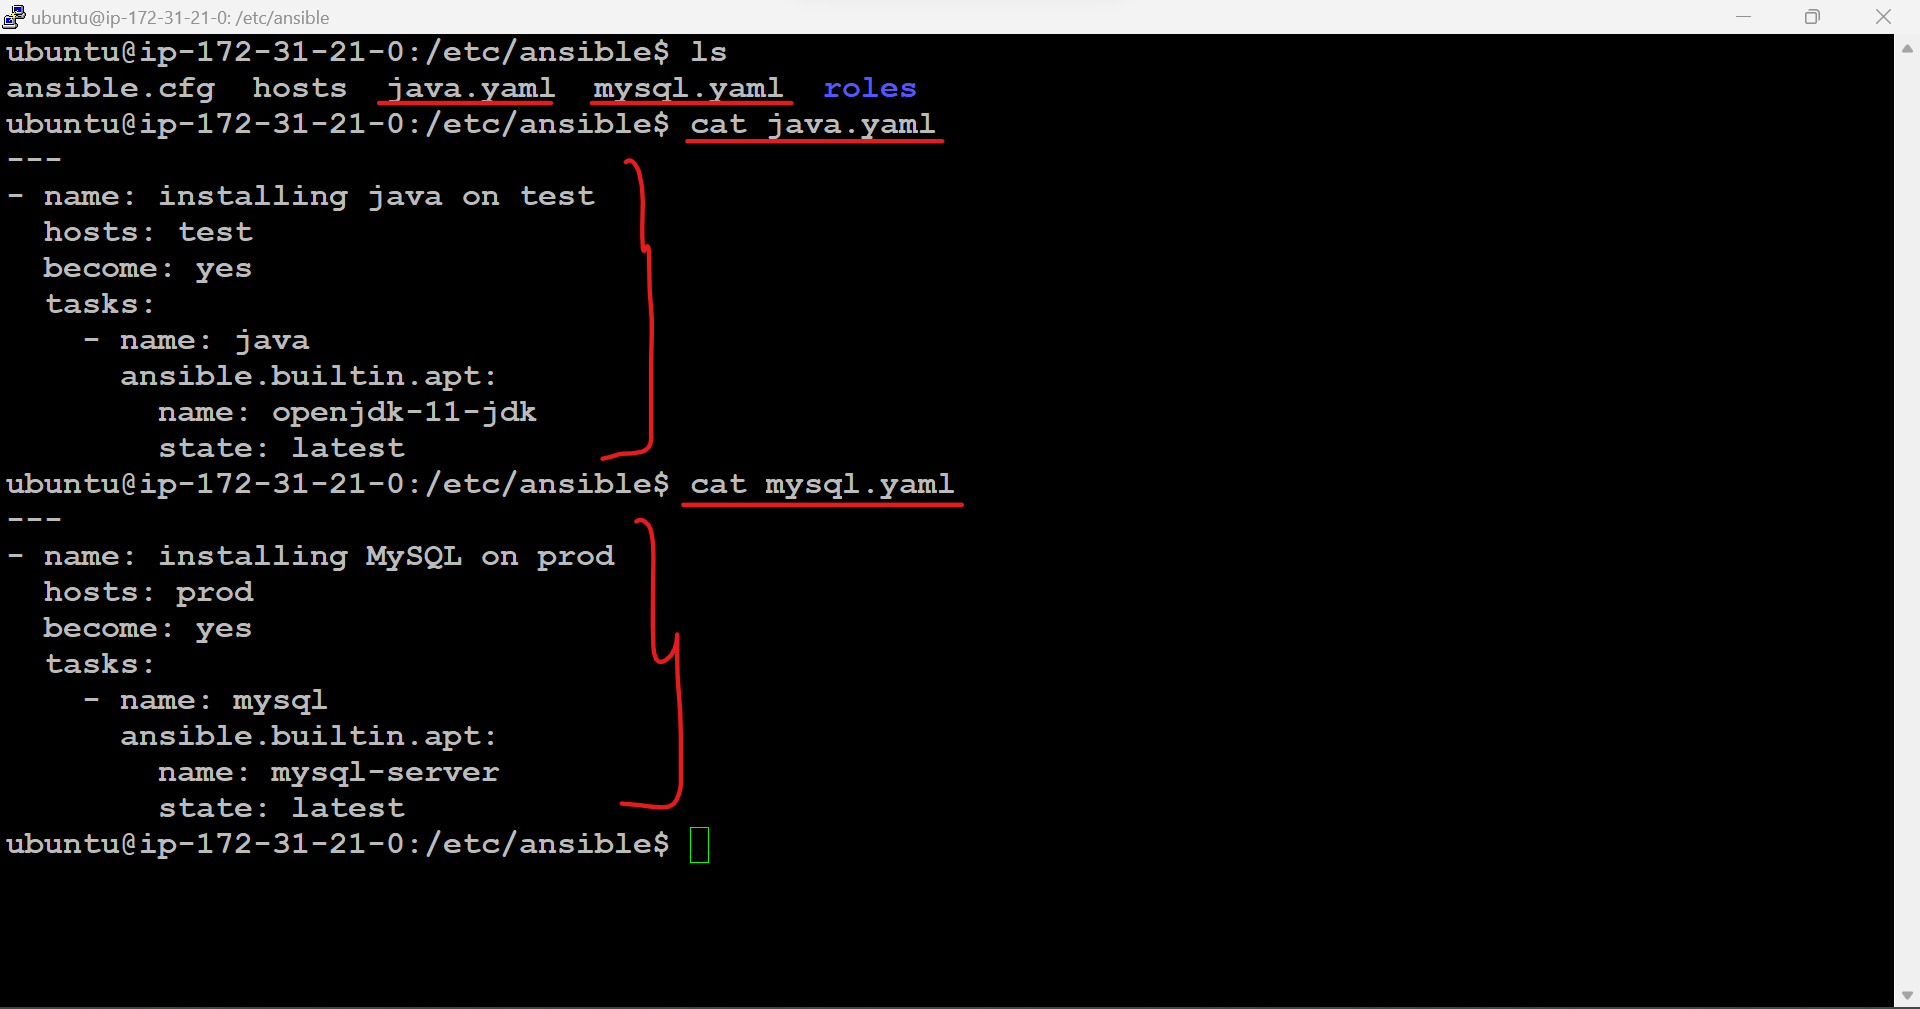 ubuntu@ip-172-31-21-0: /etc/ansible
ubuntu@ip-172-31-21-0:/etc/ansible$ ls
ansible.cfg  hosts  java.yaml  mysql.yaml  roles
ubuntu@ip-172-31-21-0:/etc/ansible$ cat java.yaml
---
- name: installing java on test
  hosts: test
  become: yes
  tasks:
    - name: java
      ansible.builtin.apt:
        name: openjdk-11-jdk
        state: latest
ubuntu@ip-172-31-21-0:/etc/ansible$ cat mysql.yaml
---
- name: installing MySQL on prod
  hosts: prod
  become: yes
  tasks:
    - name: mysql
      ansible.builtin.apt:
        name: mysql-server
        state: latest
ubuntu@ip-172-31-21-0:/etc/ansible$